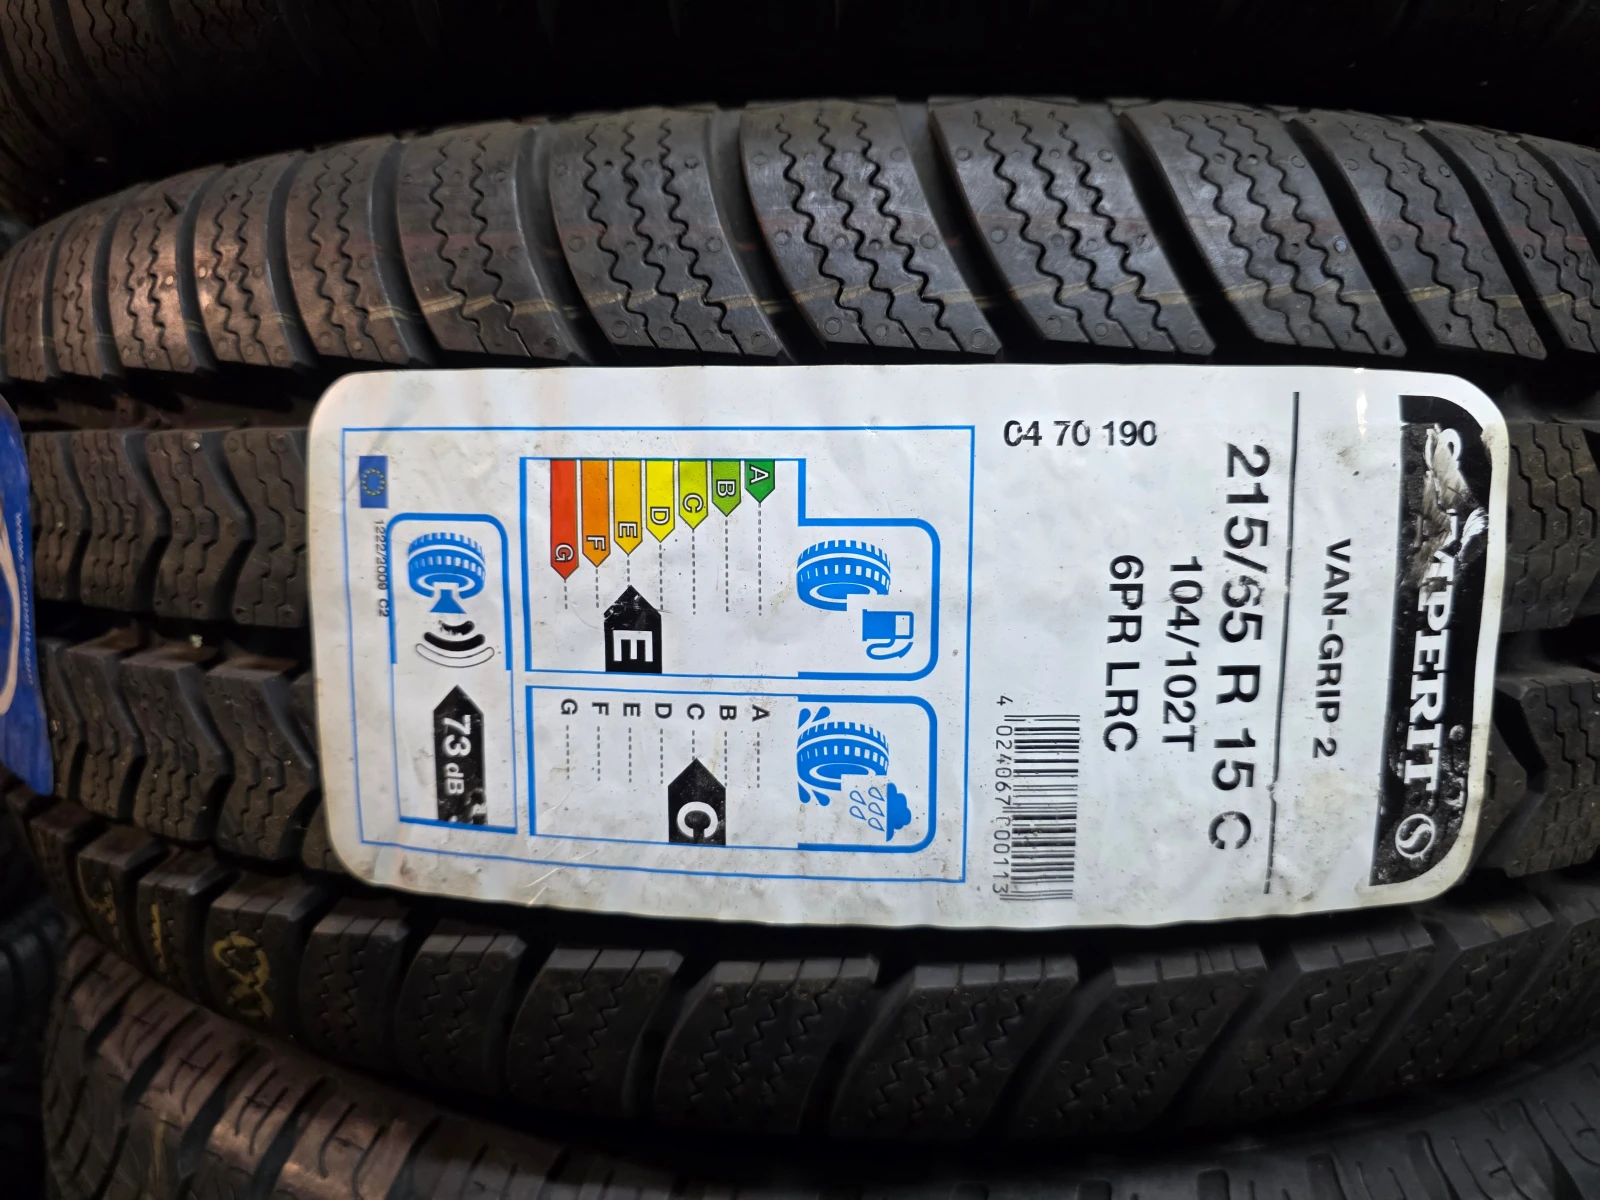 SEMPERIT
VAN-GRIP 2
215/65 R 15 C
104/102T
6PR LRC
04 70 190
4 024067 000113
A
B
C
D
E
F
G
E
A
B
C
D
E
F
G
C
73 dB
1222/2009 C2